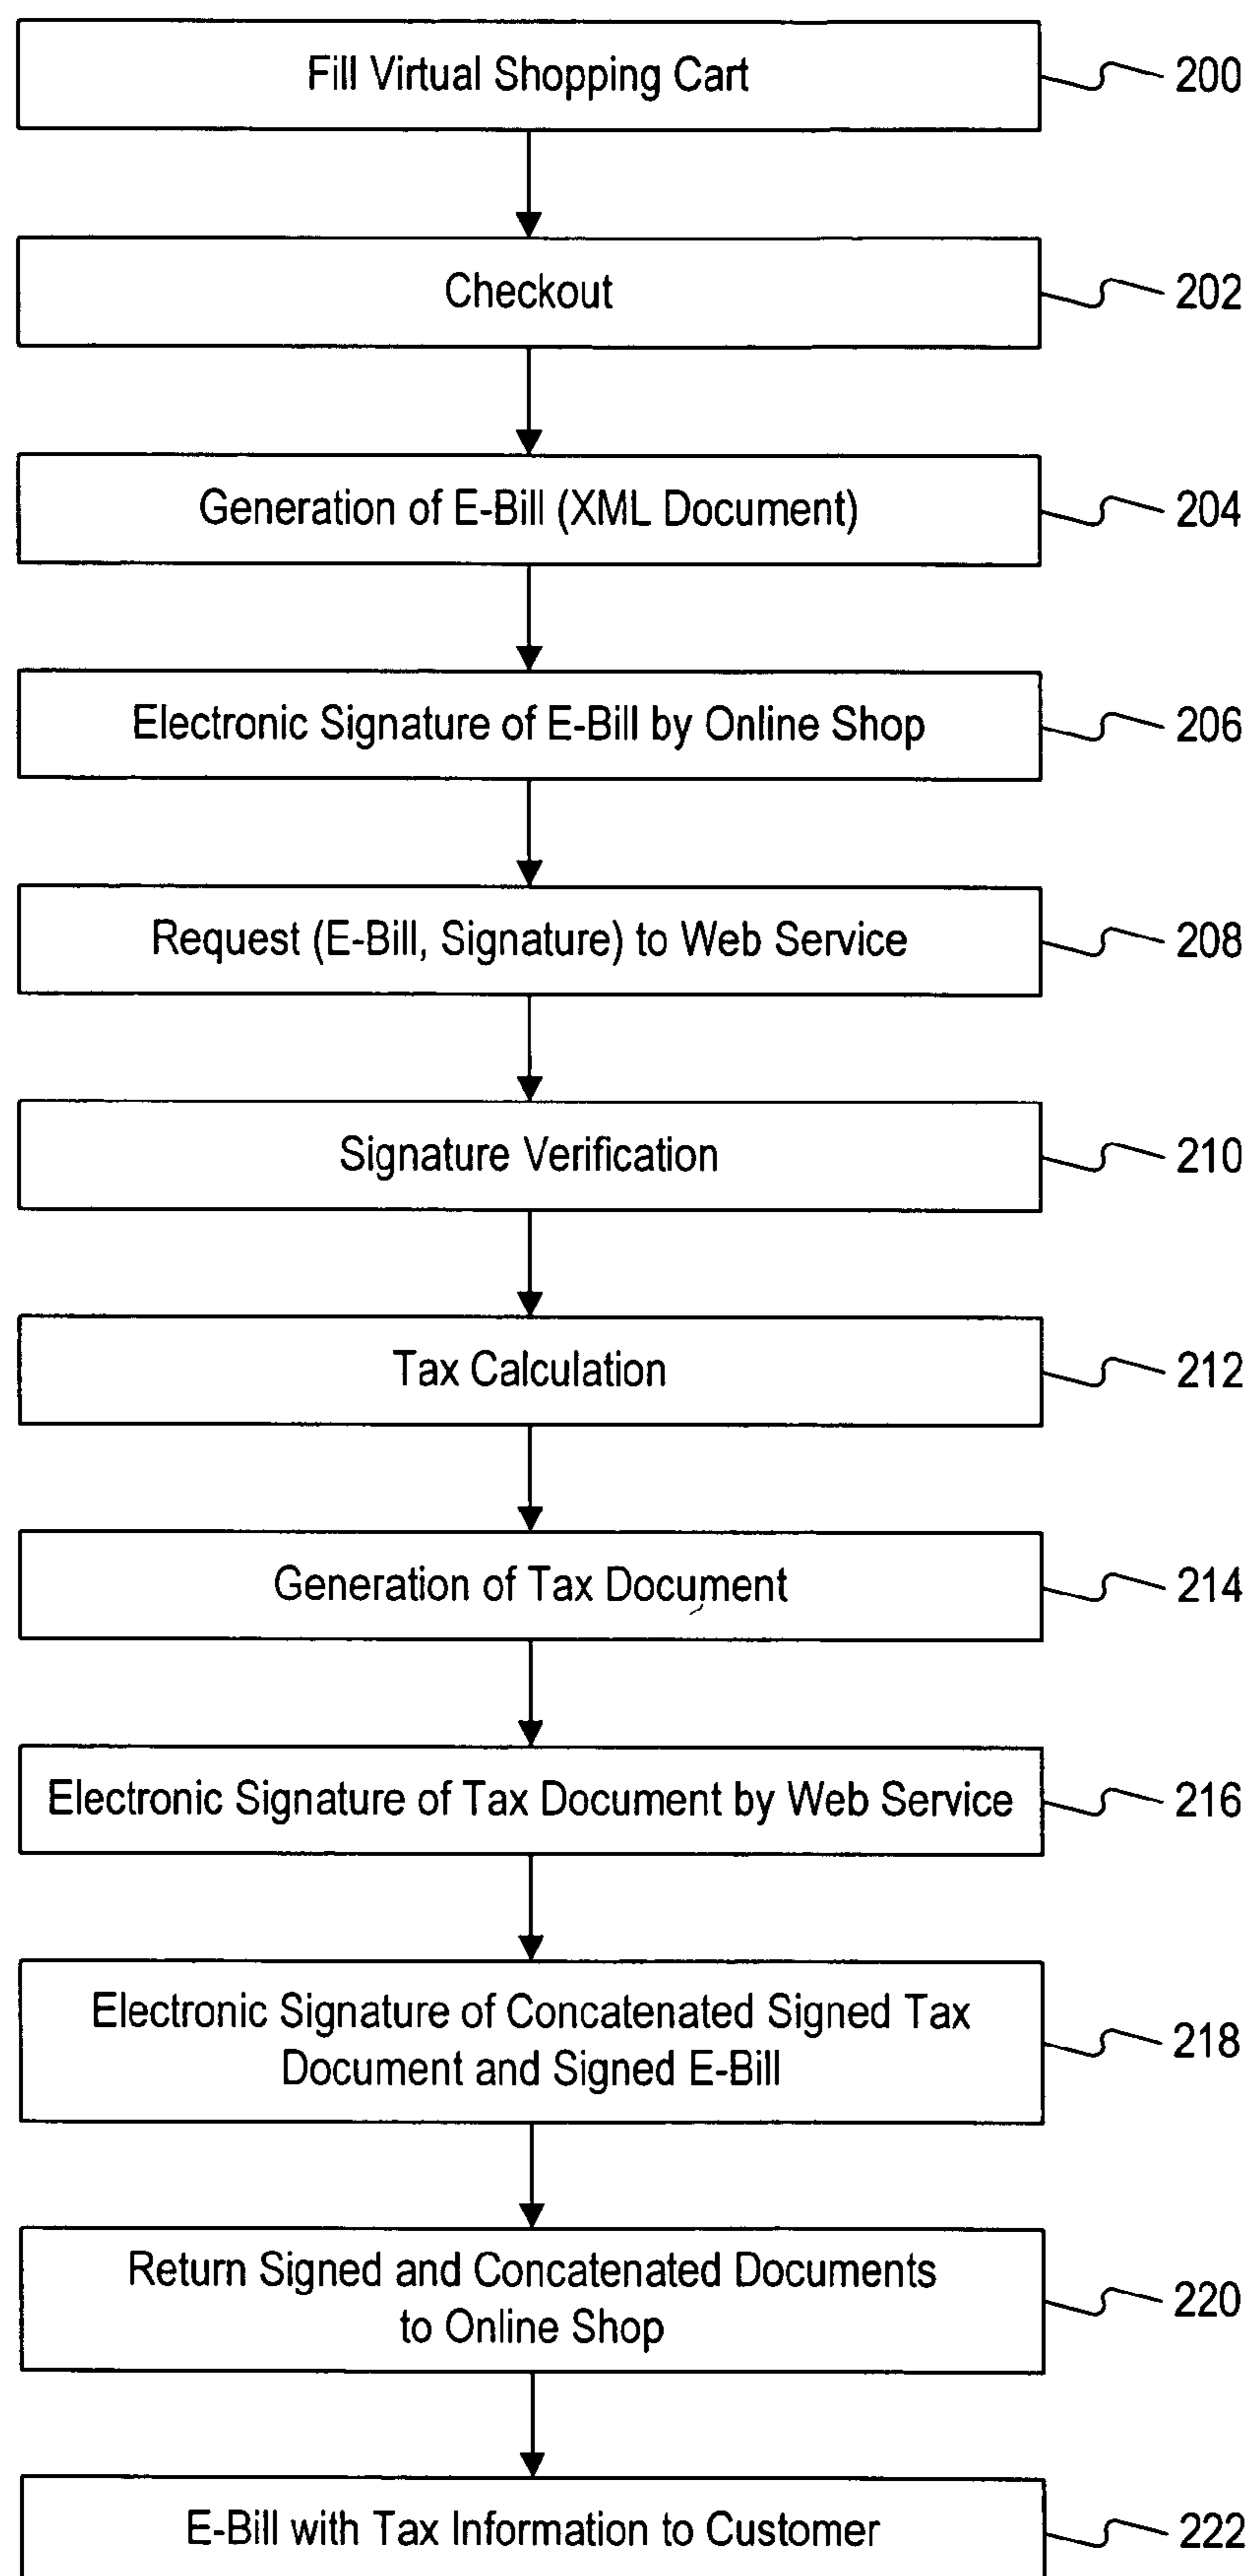 Fill Virtual Shopping Cart
200
Checkout
202
Generation of E-Bill (XML Document)
204
Electronic Signature of E-Bill by Online Shop
206
Request (E-Bill, Signature) to Web Service
208
Signature Verification
210
Tax Calculation
212
Generation of Tax Document
214
Electronic Signature of Tax Document by Web Service
216
Electronic Signature of Concatenated Signed Tax
Document and Signed E-Bill
218
Return Signed and Concatenated Documents
to Online Shop
220
E-Bill with Tax Information to Customer
222